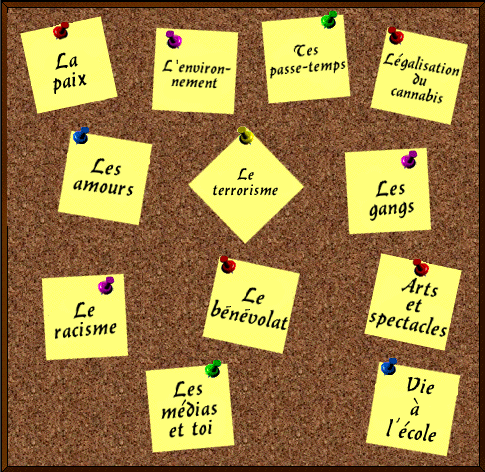 La
paix
L'environ-
nement
Tes
passe-temps
Légalisation
du
cannabis
Les
amours
Le
terrorisme
Les
gangs
Le
racisme
Le
bénévolat
Arts
et
spectacles
Les
médias
et toi
Vie
à
l'école